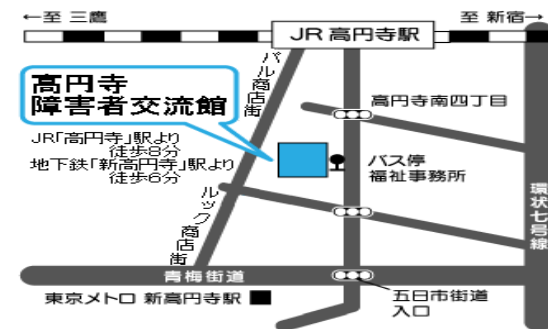 ←至 三鷹
至 新宿→
JR 高円寺駅
パル商店街
高円寺
障害者交流館
高円寺南四丁目
JR「高円寺」駅より
徒歩8分
地下鉄「新高円寺」駅より
徒歩6分
バス停
福祉事務所
ルック商店街
環状七号線
青梅街道
東京メトロ 新高円寺駅
五日市街道
入口